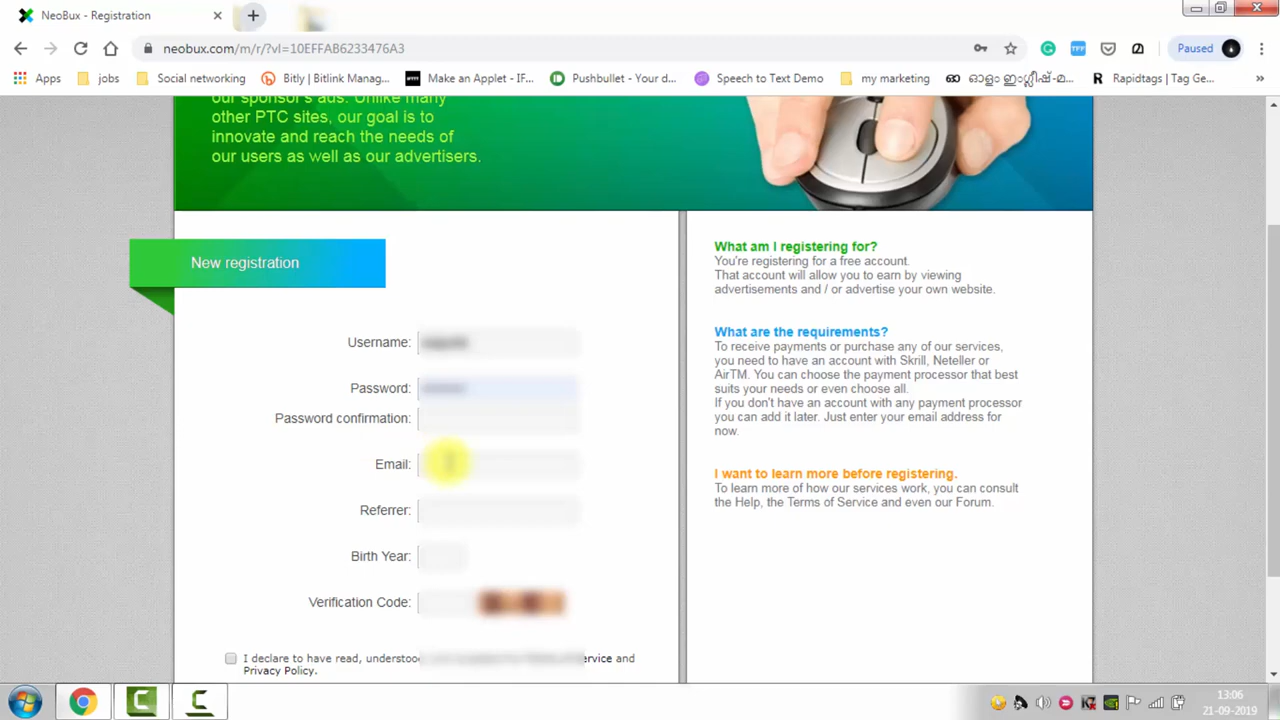 NeoBux - Registration
neobux.com/m/r/?vl=10EFFAB6233476A3
Paused
Apps
jobs
Social networking
Bitly | Bitlink Manag...
Make an Applet - IF...
Pushbullet - Your d...
Speech to Text Demo
my marketing
ഓളം ഇംഗ്ലീഷ്-മ...
Rapidtags | Tag Ge...
»
our sponsor's ads. Unlike many
other PTC sites, our goal is to
innovate and reach the needs of
our users as well as our advertisers.
New registration
Username:
Password:
Password confirmation:
Email:
Referrer:
Birth Year:
Verification Code:
I declare to have read, understood
and
Privacy Policy.
What am I registering for?
You're registering for a free account.
That account will allow you to earn by viewing
advertisements and / or advertise your own website.
What are the requirements?
To receive payments or purchase any of our services,
you need to have an account with Skrill, Neteller or
AirTM. You can choose the payment processor that best
suits your needs or even choose all.
If you don't have an account with any payment processor
you can add it later. Just enter your email address for
now.
I want to learn more before registering.
To learn more of how our services work, you can consult
the Help, the Terms of Service and even our Forum.
13:06
21-09-2019